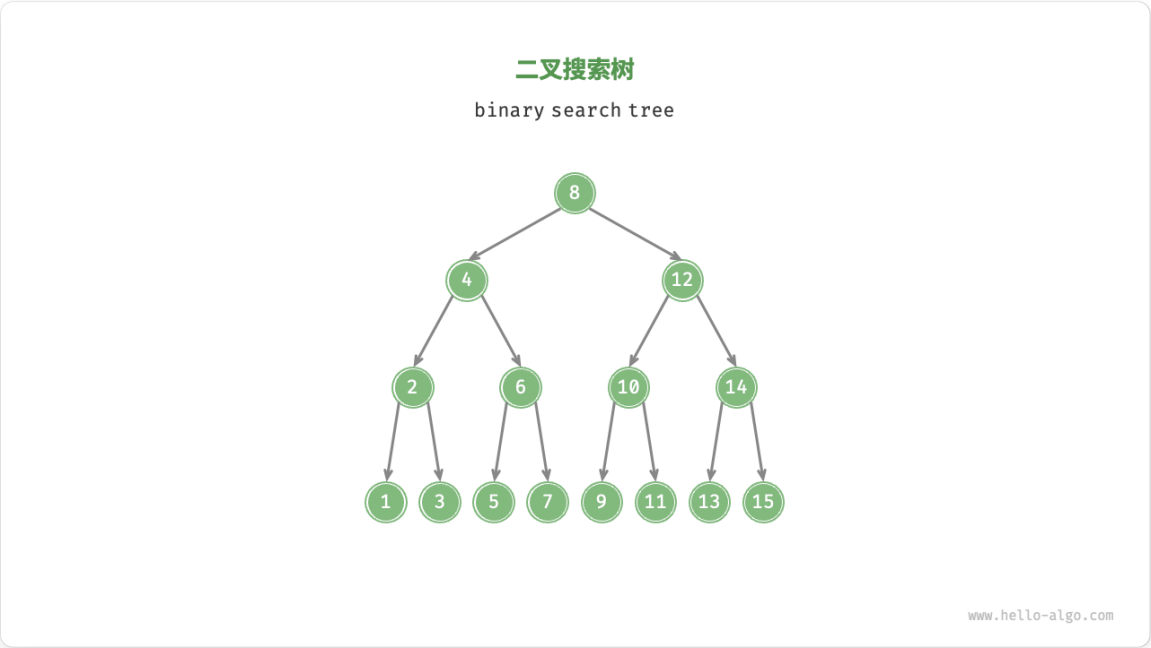 二叉搜索树
binary search tree
8
4 12
2 6 10 14
1 3 5 7 9 11 13 15
www.hello-algo.com